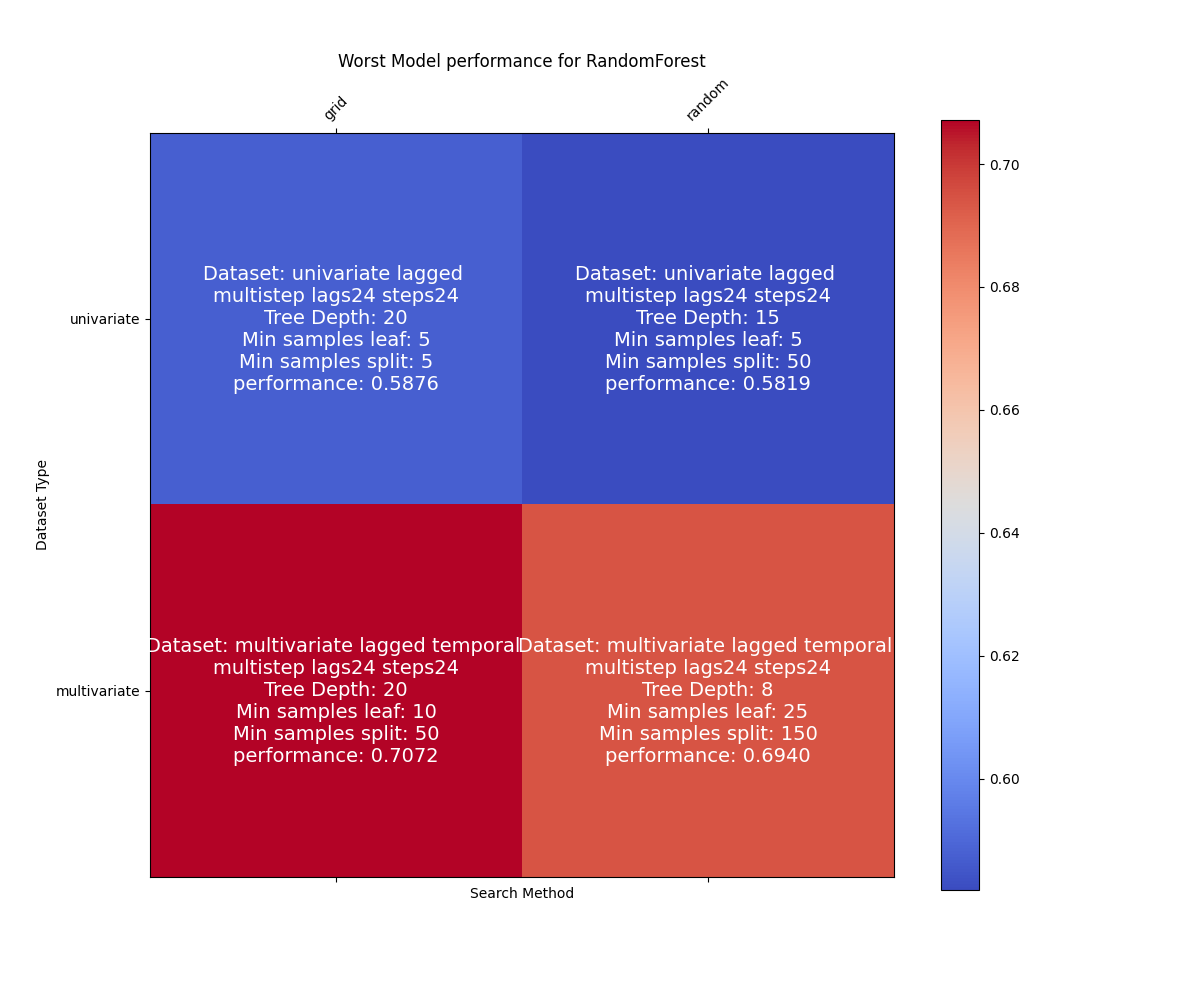 Worst Model performance for RandomForest
grid
random
Dataset: univariate lagged
multistep lags24 steps24
Tree Depth: 20
Min samples leaf: 5
Min samples split: 5
performance: 0.5876
Dataset: univariate lagged
multistep lags24 steps24
Tree Depth: 15
Min samples leaf: 5
Min samples split: 50
performance: 0.5819
univariate
Dataset Type
Dataset: multivariate lagged temporal
multistep lags24 steps24
Tree Depth: 20
Min samples leaf: 10
Min samples split: 50
performance: 0.7072
Dataset: multivariate lagged temporal
multistep lags24 steps24
Tree Depth: 8
Min samples leaf: 25
Min samples split: 150
performance: 0.6940
multivariate
Search Method
0.70
0.68
0.66
0.64
0.62
0.60